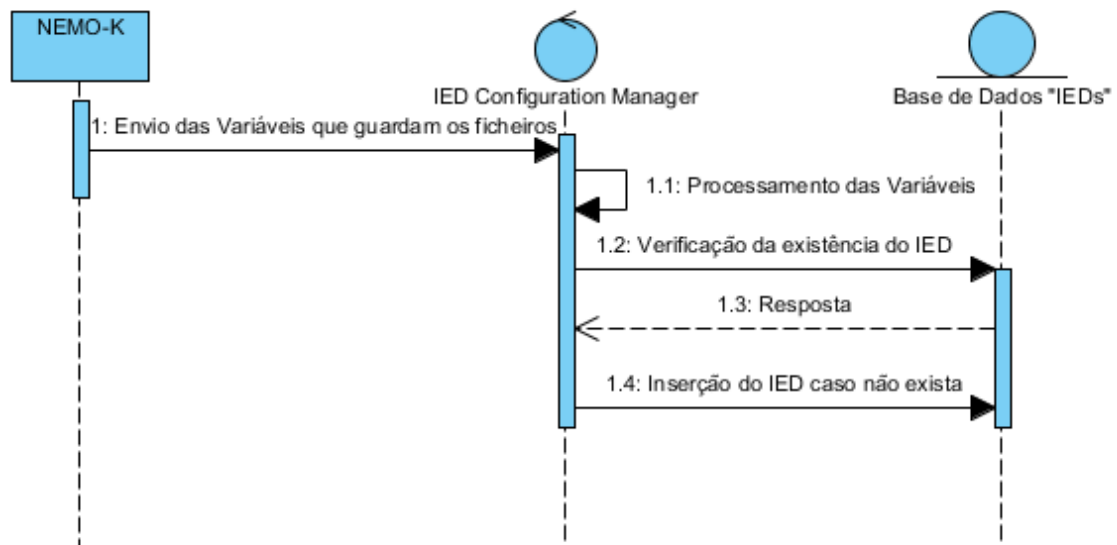 NEMO-K
IED Configuration Manager
Base de Dados "IEDs"
1: Envio das Variáveis que guardam os ficheiros
1.1: Processamento das Variáveis
1.2: Verificação da existência do IED
1.3: Resposta
1.4: Inserção do IED caso não exista